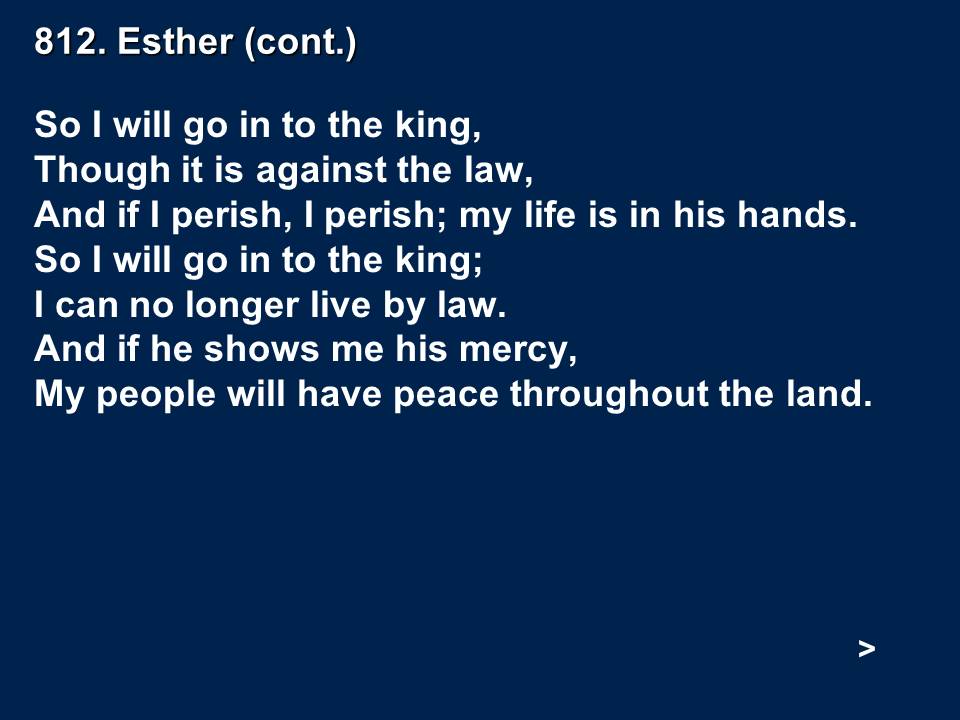 812. Esther (cont.)
So I will go in to the king,
Though it is against the law,
And if I perish, I perish; my life is in his hands.
So I will go in to the king;
I can no longer live by law.
And if he shows me his mercy,
My people will have peace throughout the land.
>